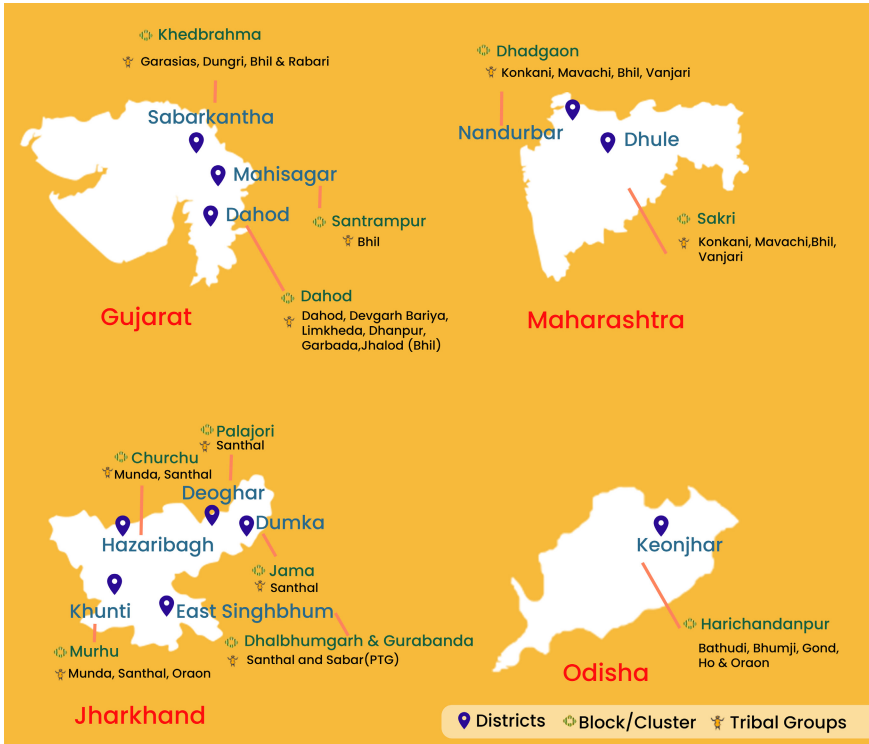 Khedbrahma
Garasias, Dungri, Bhil & Rabari
Sabarkantha
Mahisagar
Santrampur
Bhil
Dahod
Dahod
Dahod, Devgarh Bariya,
Limkheda, Dhanpur,
Garbada,Jhalod (Bhil)
Gujarat
Dhadgaon
Konkani, Mavachi, Bhil, Vanjari
Nandurbar
Dhule
Sakri
Konkani, Mavachi,Bhil,
Vanjari
Maharashtra
Palajori
Santhal
Churchu
Munda, Santhal
Deoghar
Dumka
Hazaribagh
Jama
Santhal
Khunti
East Singhbhum
Murhu
Munda, Santhal, Oraon
Dhalbhumgarh & Gurabanda
Santhal and Sabar(PTG)
Jharkhand
Keonjhar
Harichandanpur
Bathudi, Bhumji, Gond,
Ho & Oraon
Odisha
Districts
Block/Cluster
Tribal Groups